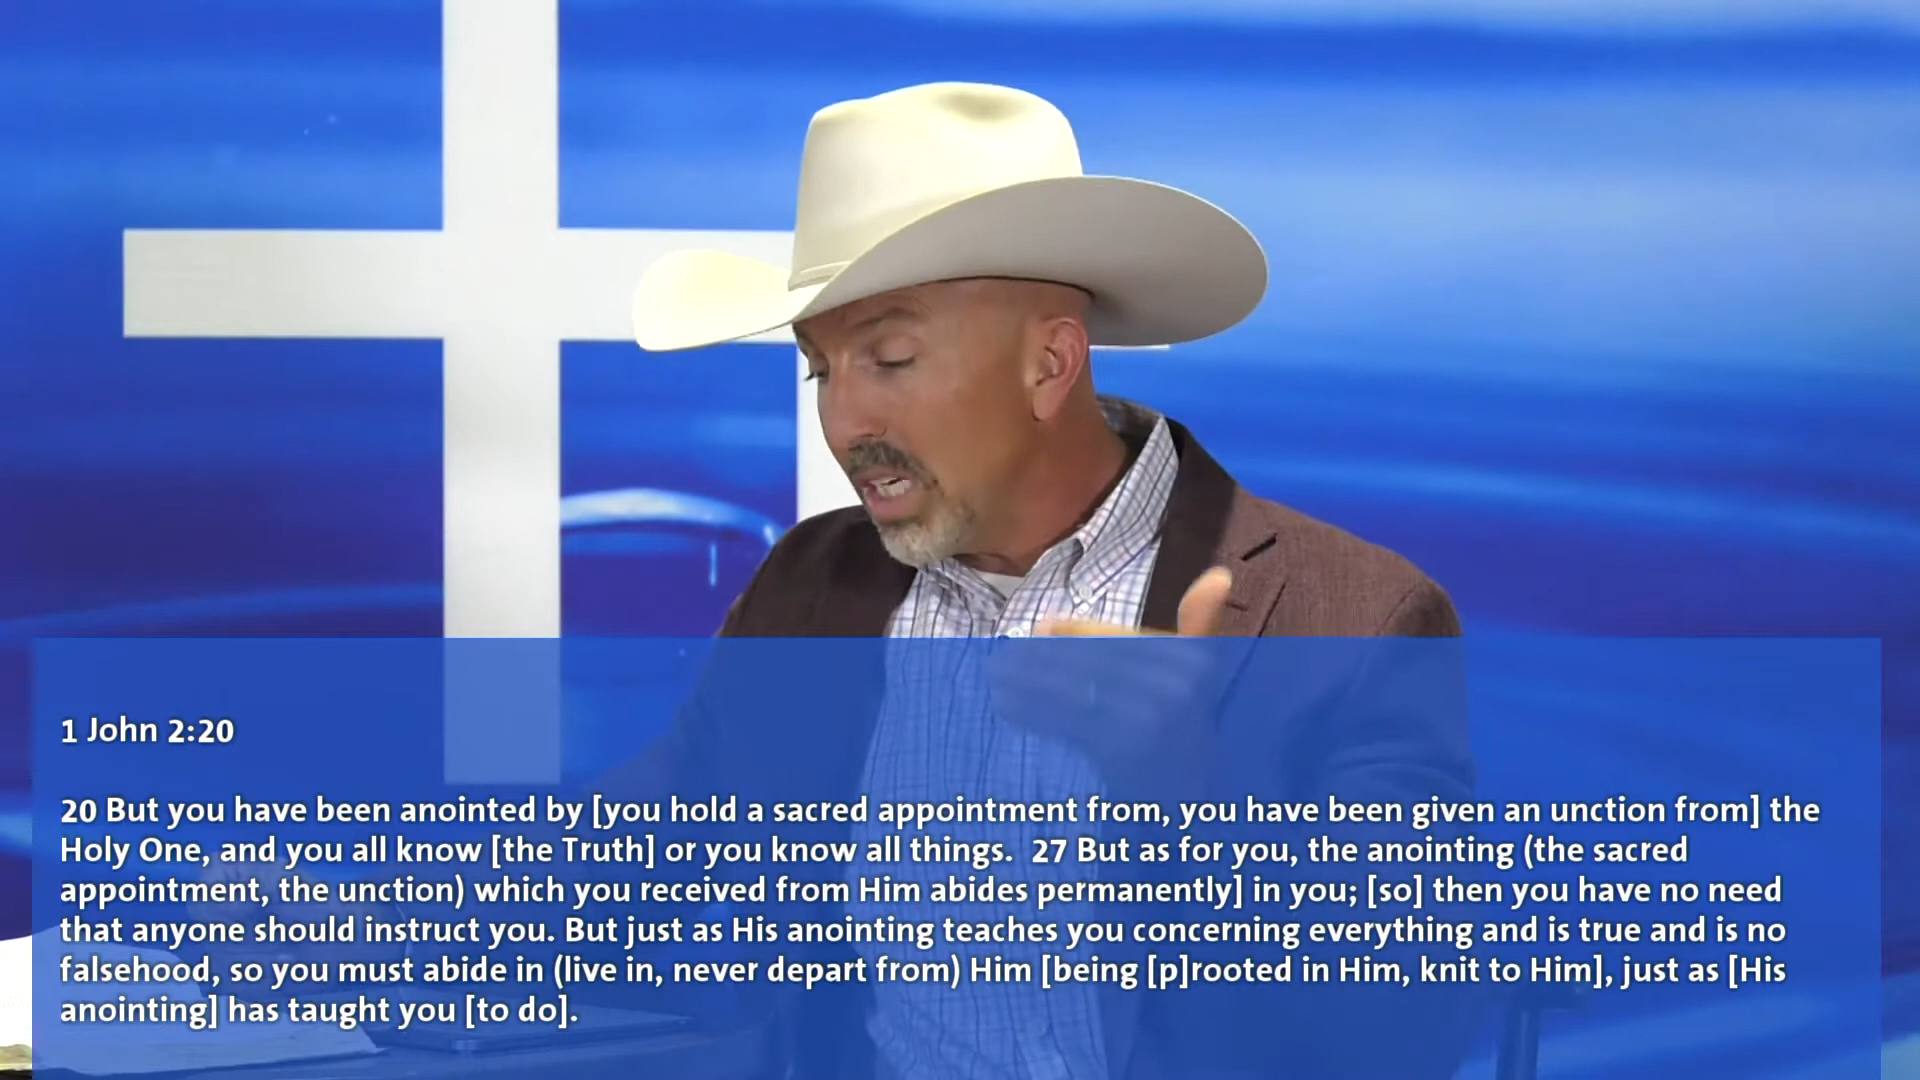 1 John 2:20
20 But you have been anointed by [you hold a sacred appointment from, you have been given an unction from] the
Holy One, and you all know [the Truth] or you know all things.  27 But as for you, the anointing (the sacred
appointment, the unction) which you received from Him abides permanently] in you; [so] then you have no need
that anyone should instruct you. But just as His anointing teaches you concerning everything and is true and is no
falsehood, so you must abide in (live in, never depart from) Him [being [p]rooted in Him, knit to Him], just as [His
anointing] has taught you [to do].